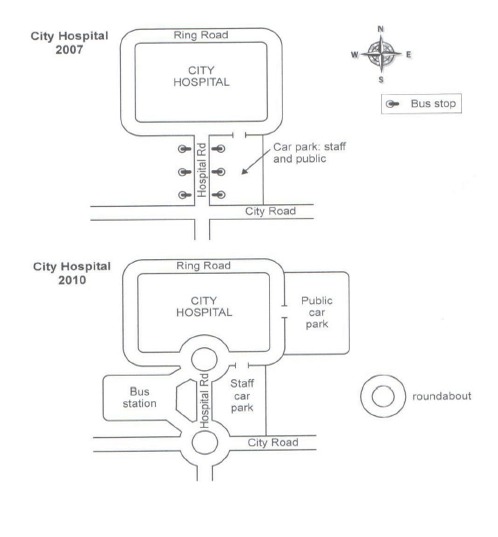 City Hospital
2007
Ring Road
CITY
HOSPITAL
N
W
E
S
Bus stop
Hospital Rd
Car park: staff
and public
City Road
City Hospital
2010
Ring Road
CITY
HOSPITAL
Public
car
park
Bus
station
Hospital Rd
Staff
car
park
roundabout
City Road